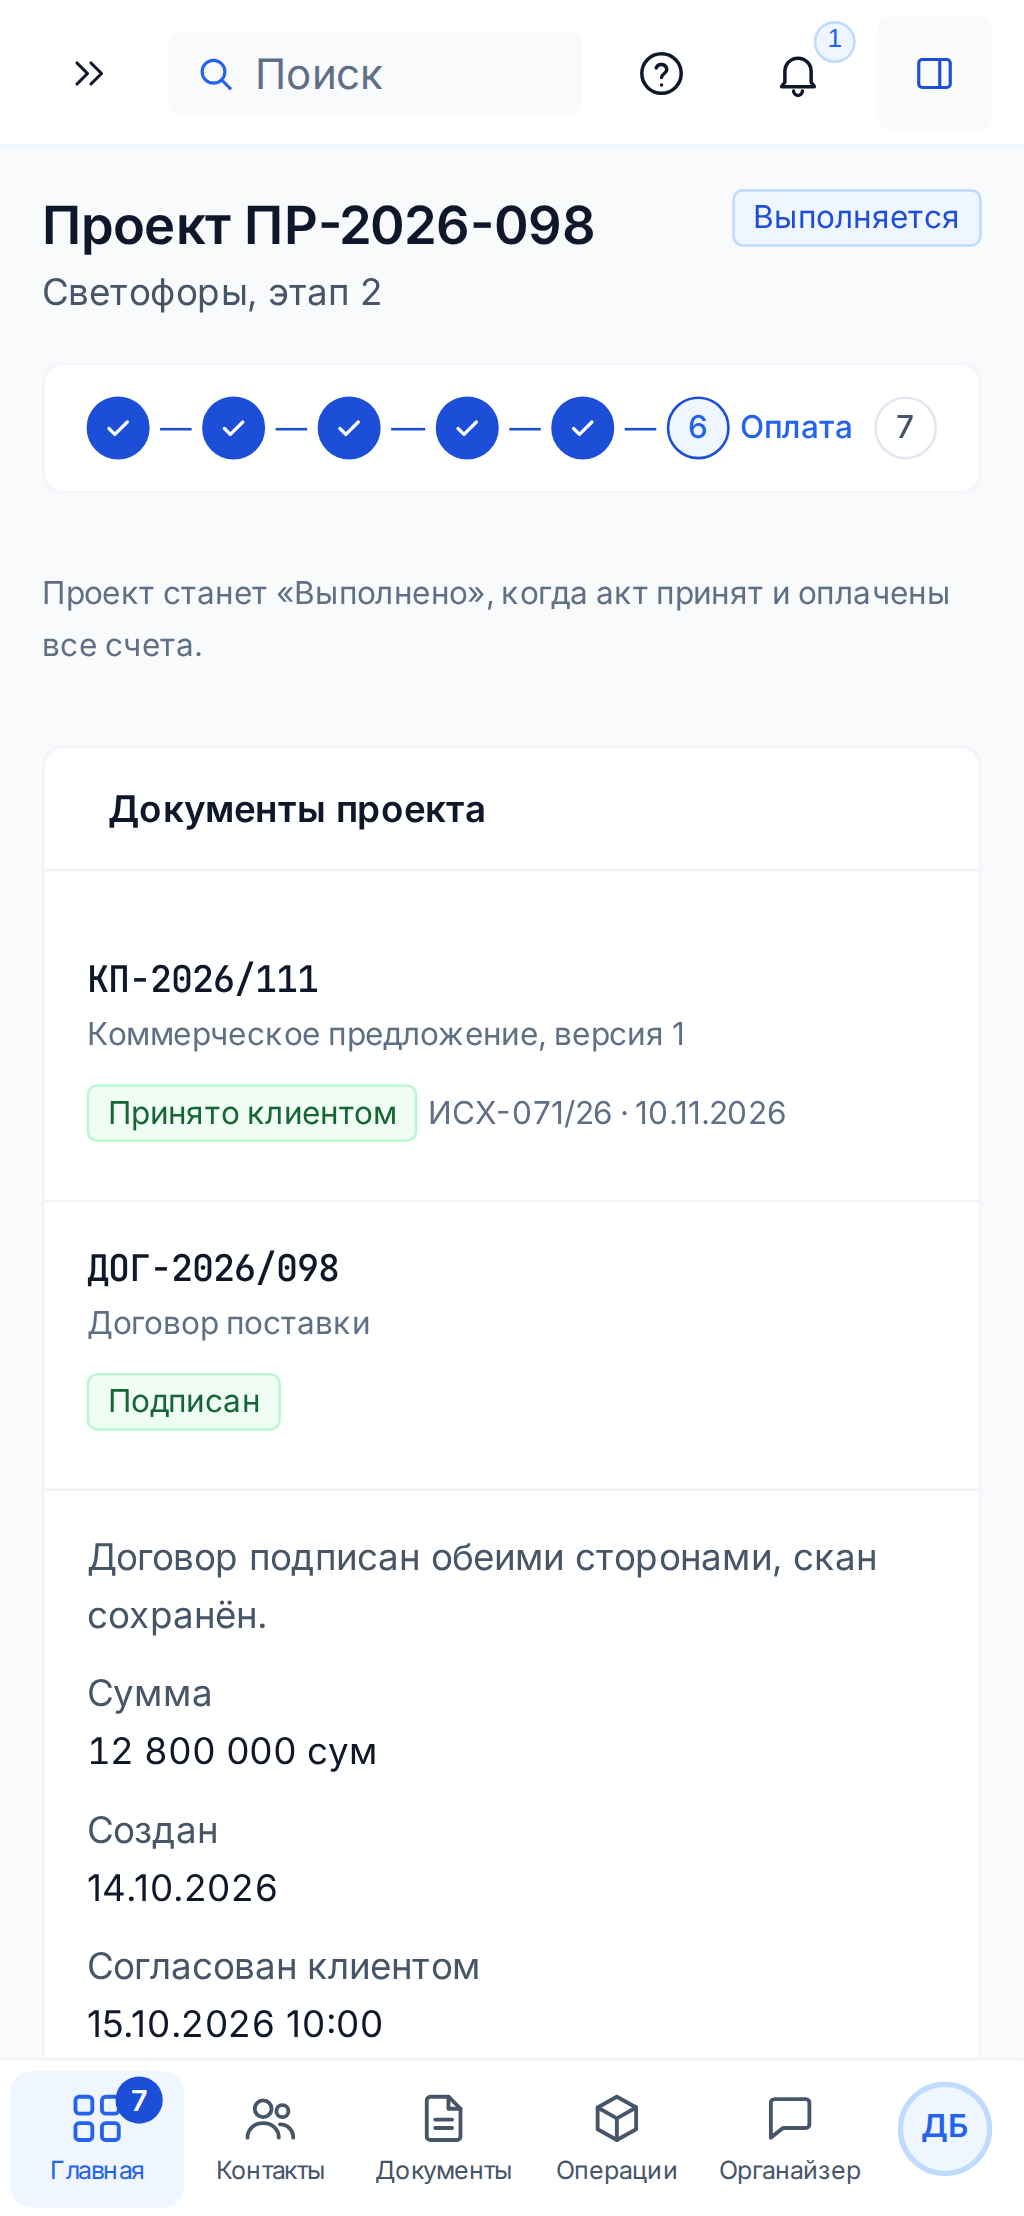 Поиск
1
Проект ПР-2026-098
Выполняется
Светофоры, этап 2
6 Оплата 7
Проект станет «Выполнено», когда акт принят и оплачены
все счета.
Документы проекта
КП-2026/111
Коммерческое предложение, версия 1
Принято клиентом ИСХ-071/26 · 10.11.2026
ДОГ-2026/098
Договор поставки
Подписан
Договор подписан обеими сторонами, скан
сохранён.
Сумма
12 800 000 сум
Создан
14.10.2026
Согласован клиентом
15.10.2026 10:00
7
Главная Контакты Документы Операции Органайзер ДБ